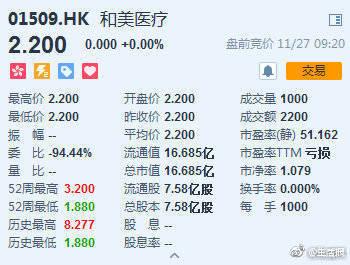 01509.HK 和美医疗
2.200 0.000 +0.00% 盘前竞价 11/27 09:20
交易
最高价 2.200 开盘价 2.200 成交量 1000
最低价 2.200 昨收价 2.200 成交额 2200
振幅 -- 平均价 2.200 市盈率(静) 51.162
委比 -94.44% 流通值 16.685亿 市盈率TTM 亏损
量比 -- 总市值 16.685亿 市净率 1.079
52周最高 3.200 流通股 7.58亿股 换手率 0.000%
52周最低 1.880 总股本 7.58亿股 每手 1000
历史最高 8.277 股息 --
历史最低 1.880 股息率 --